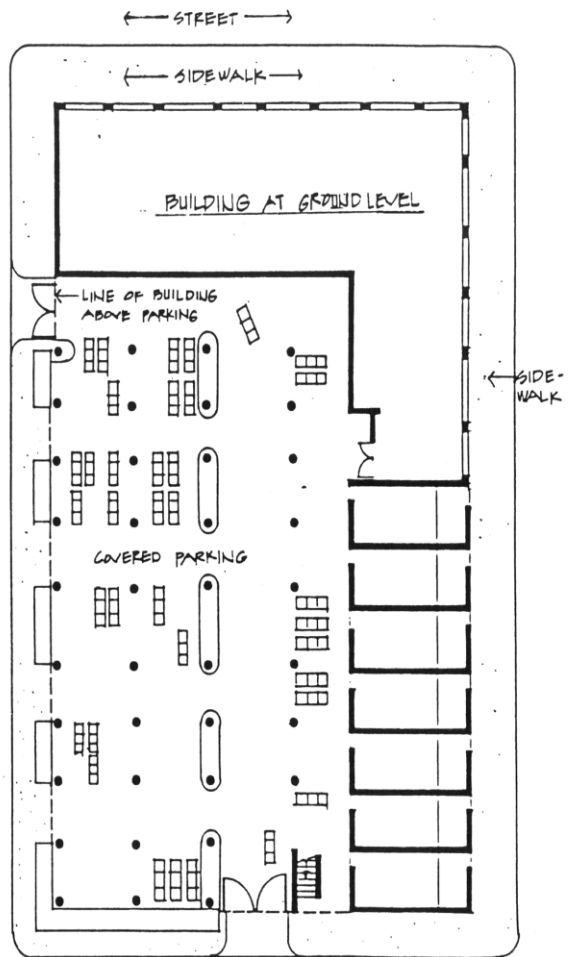 STREET
SIDEWALK
BUILDING AT GROUND LEVEL
LINE OF BUILDING
ABOVE PARKING
SIDE-
WALK
COVERED PARKING